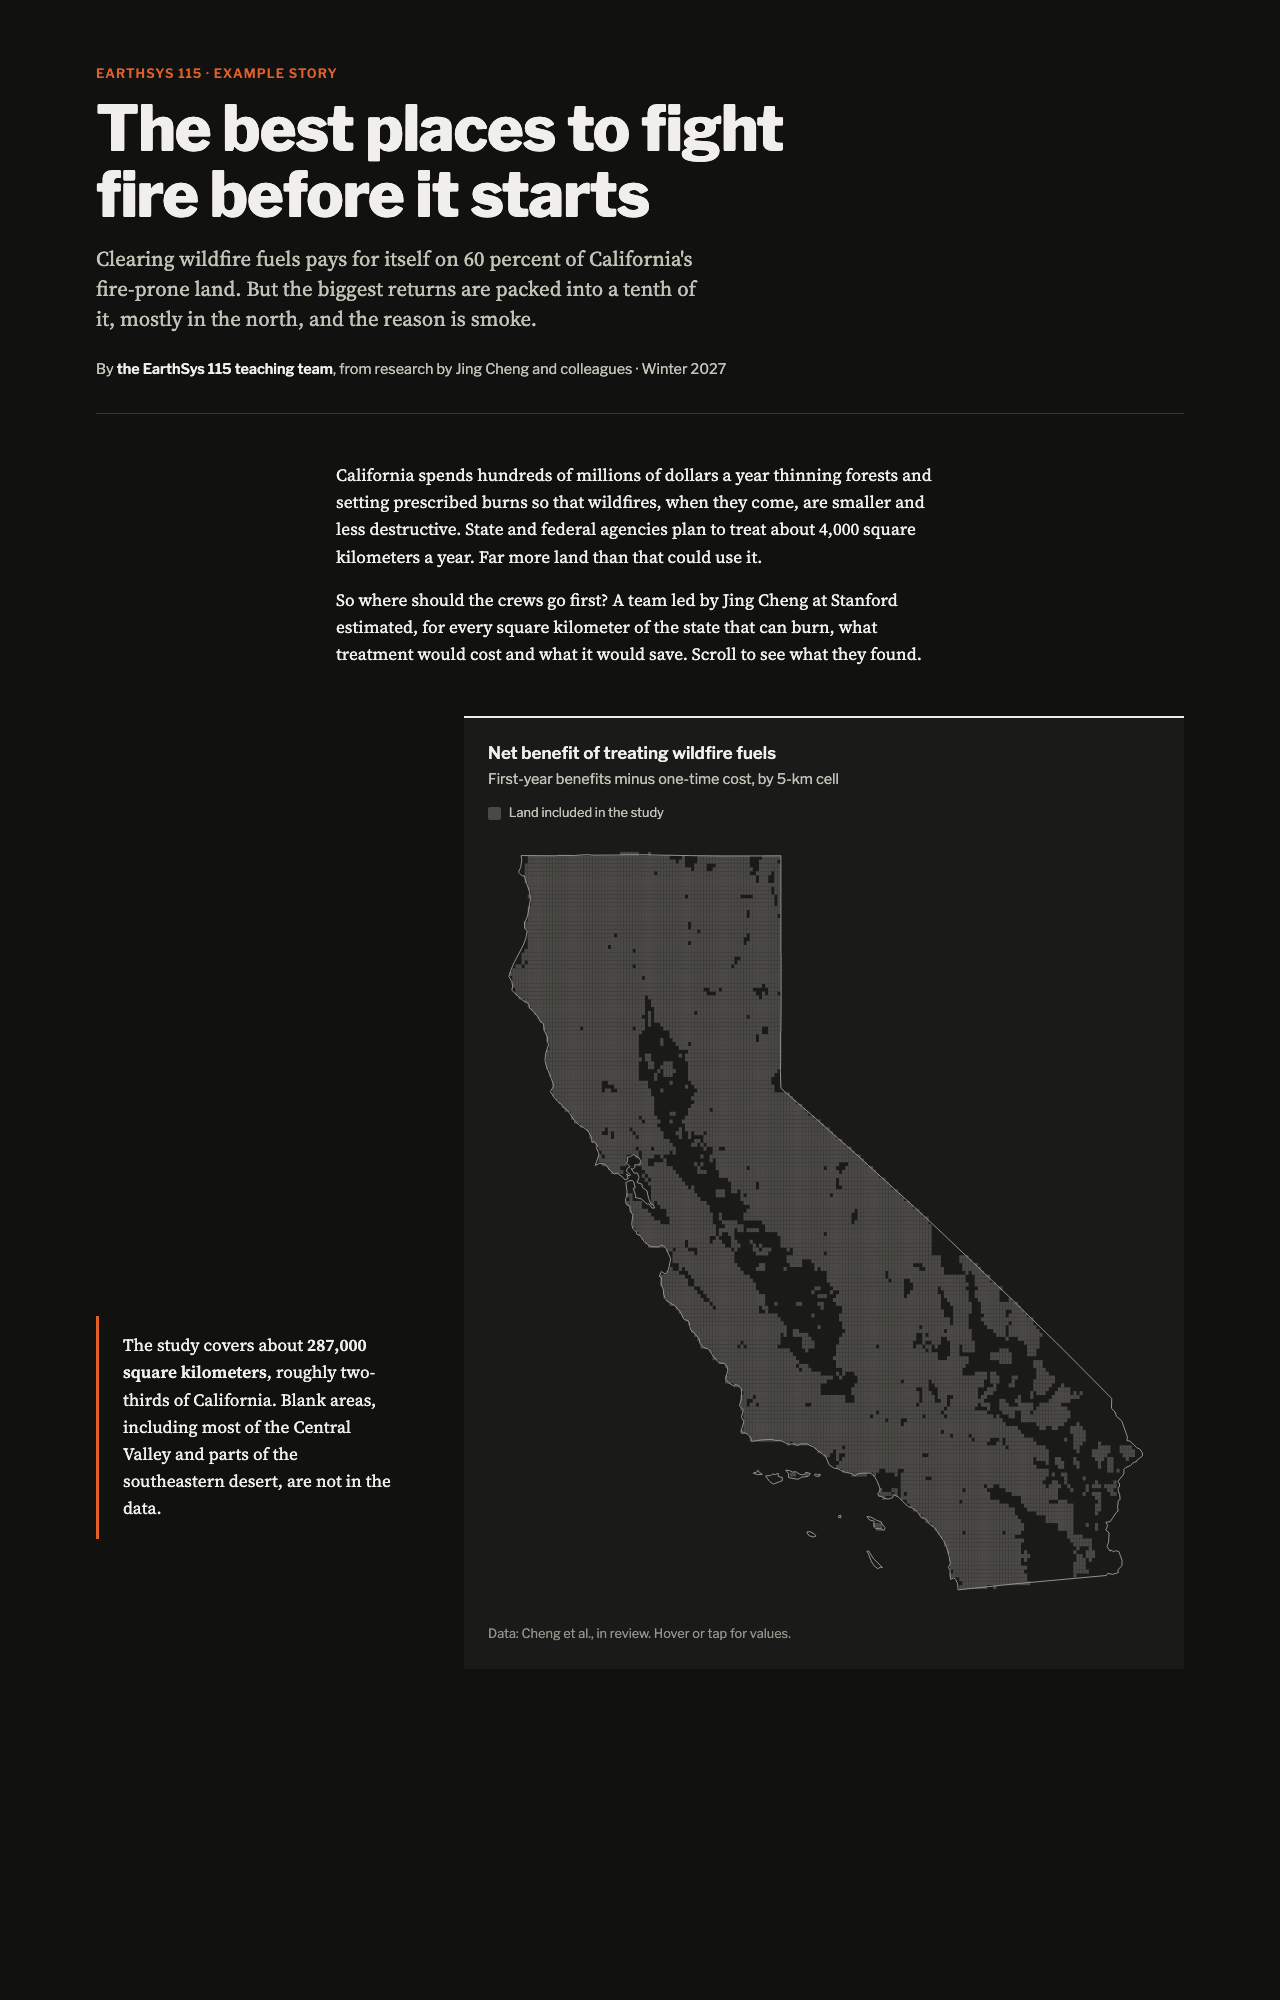 EARTHSYS 115 · EXAMPLE STORY
The best places to fight
fire before it starts
Clearing wildfire fuels pays for itself on 60 percent of California's
fire-prone land. But the biggest returns are packed into a tenth of
it, mostly in the north, and the reason is smoke.
By the EarthSys 115 teaching team, from research by Jing Cheng and colleagues · Winter 2027
California spends hundreds of millions of dollars a year thinning forests and
setting prescribed burns so that wildfires, when they come, are smaller and
less destructive. State and federal agencies plan to treat about 4,000 square
kilometers a year. Far more land than that could use it.
So where should the crews go first? A team led by Jing Cheng at Stanford
estimated, for every square kilometer of the state that can burn, what
treatment would cost and what it would save. Scroll to see what they found.
Net benefit of treating wildfire fuels
First-year benefits minus one-time cost, by 5-km cell
Land included in the study
The study covers about 287,000
square kilometers, roughly two-
thirds of California. Blank areas,
including most of the Central
Valley and parts of the
southeastern desert, are not in the
data.
Data: Cheng et al., in review. Hover or tap for values.